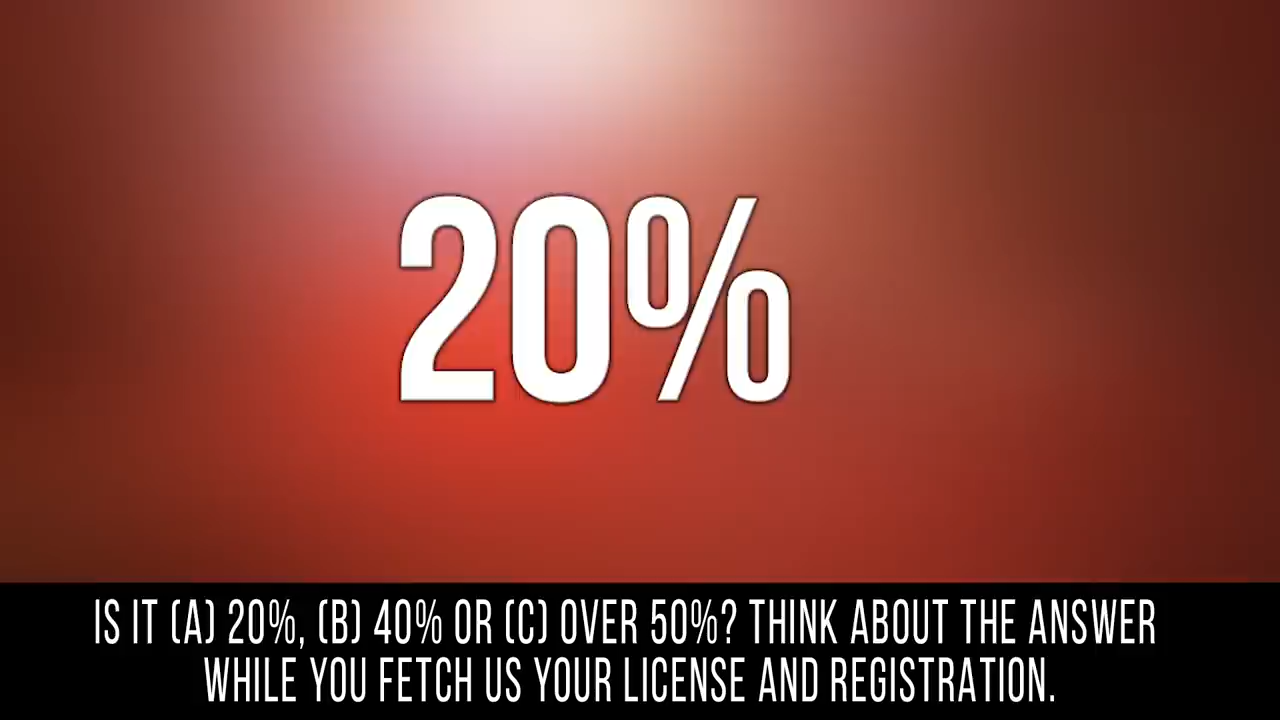 20%
IS IT (A) 20%, (B) 40% OR (C) OVER 50%? THINK ABOUT THE ANSWER
WHILE YOU FETCH US YOUR LICENSE AND REGISTRATION.